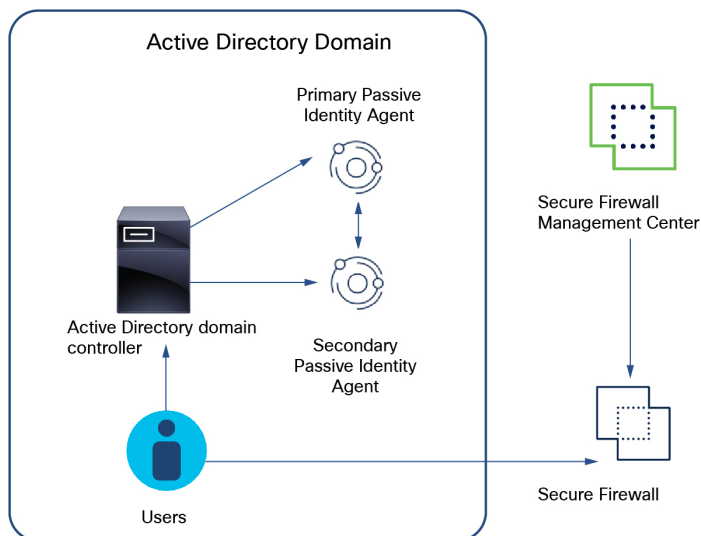 Active Directory Domain
Primary Passive
Identity Agent
Secure Firewall
Management Center
Active Directory domain
controller
Secondary
Passive Identity
Agent
Users
Secure Firewall